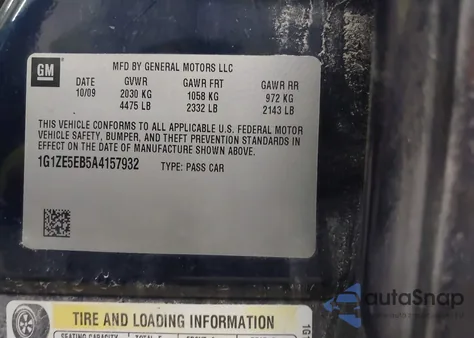 GM
MFD BY GENERAL MOTORS LLC
DATE GVWR GAWR FRT GAWR RR
10/09 2030 KG 1058 KG 972 KG
4475 LB 2332 LB 2143 LB
THIS VEHICLE CONFORMS TO ALL APPLICABLE U.S. FEDERAL MOTOR
VEHICLE SAFETY, BUMPER, AND THEFT PREVENTION STANDARDS IN
EFFECT ON THE DATE OF MANUFACTURE SHOWN ABOVE.
1G1ZE5EB5A4157932 TYPE: PASS CAR
TIRE AND LOADING INFORMATION
SEATING CAPACITY
autoSnap